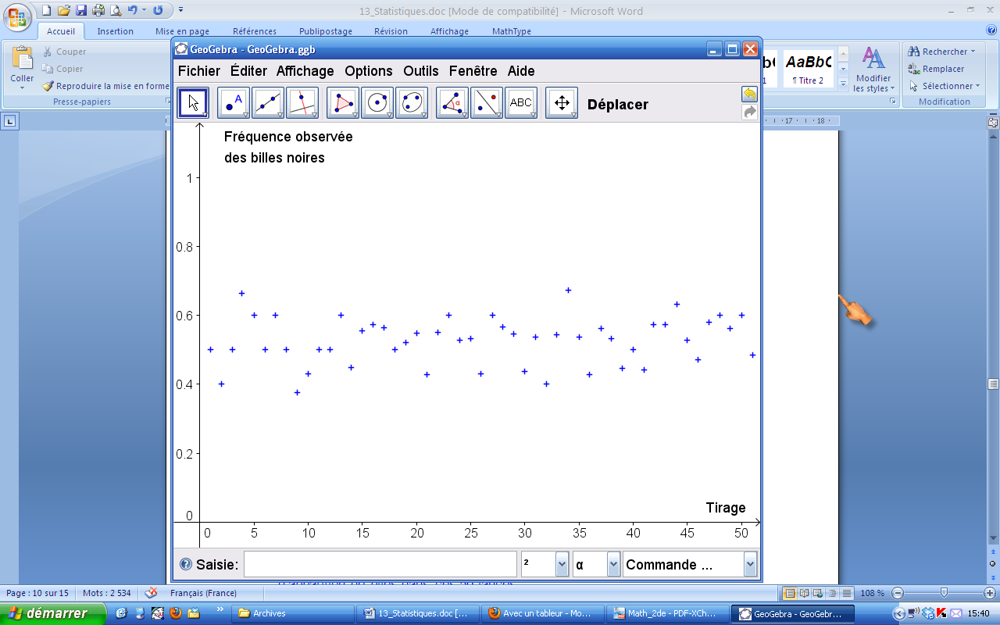 13_Statistiques.doc [Mode de compatibilité] - Microsoft Word
Accueil Insertion Mise en page Références Publipostage Révision Affichage MathType
Coller
Couper
Copier
Reproduire la mise en forme
Presse-papiers
AaBbC
1 ¶ Titre 2
Modifier les styles
Rechercher
Remplacer
Sélectionner
Modification
17 18
GeoGebra - GeoGebra.ggb
Fichier Éditer Affichage Options Outils Fenêtre Aide
A α ABC Déplacer
Fréquence observée
des billes noires
1
0.8
0.6
0.4
0.2
0
Tirage
0 5 10 15 20 25 30 35 40 45 50
Saisie: ² α Commande ...
Page : 10 sur 15 Mots : 2 534 Français (France) 108 %
démarrer Archives 13_Statistiques.doc [... Avec un tableur - Mo... Math_2de - PDF-XCh... GeoGebra - GeoGebr... 15:40